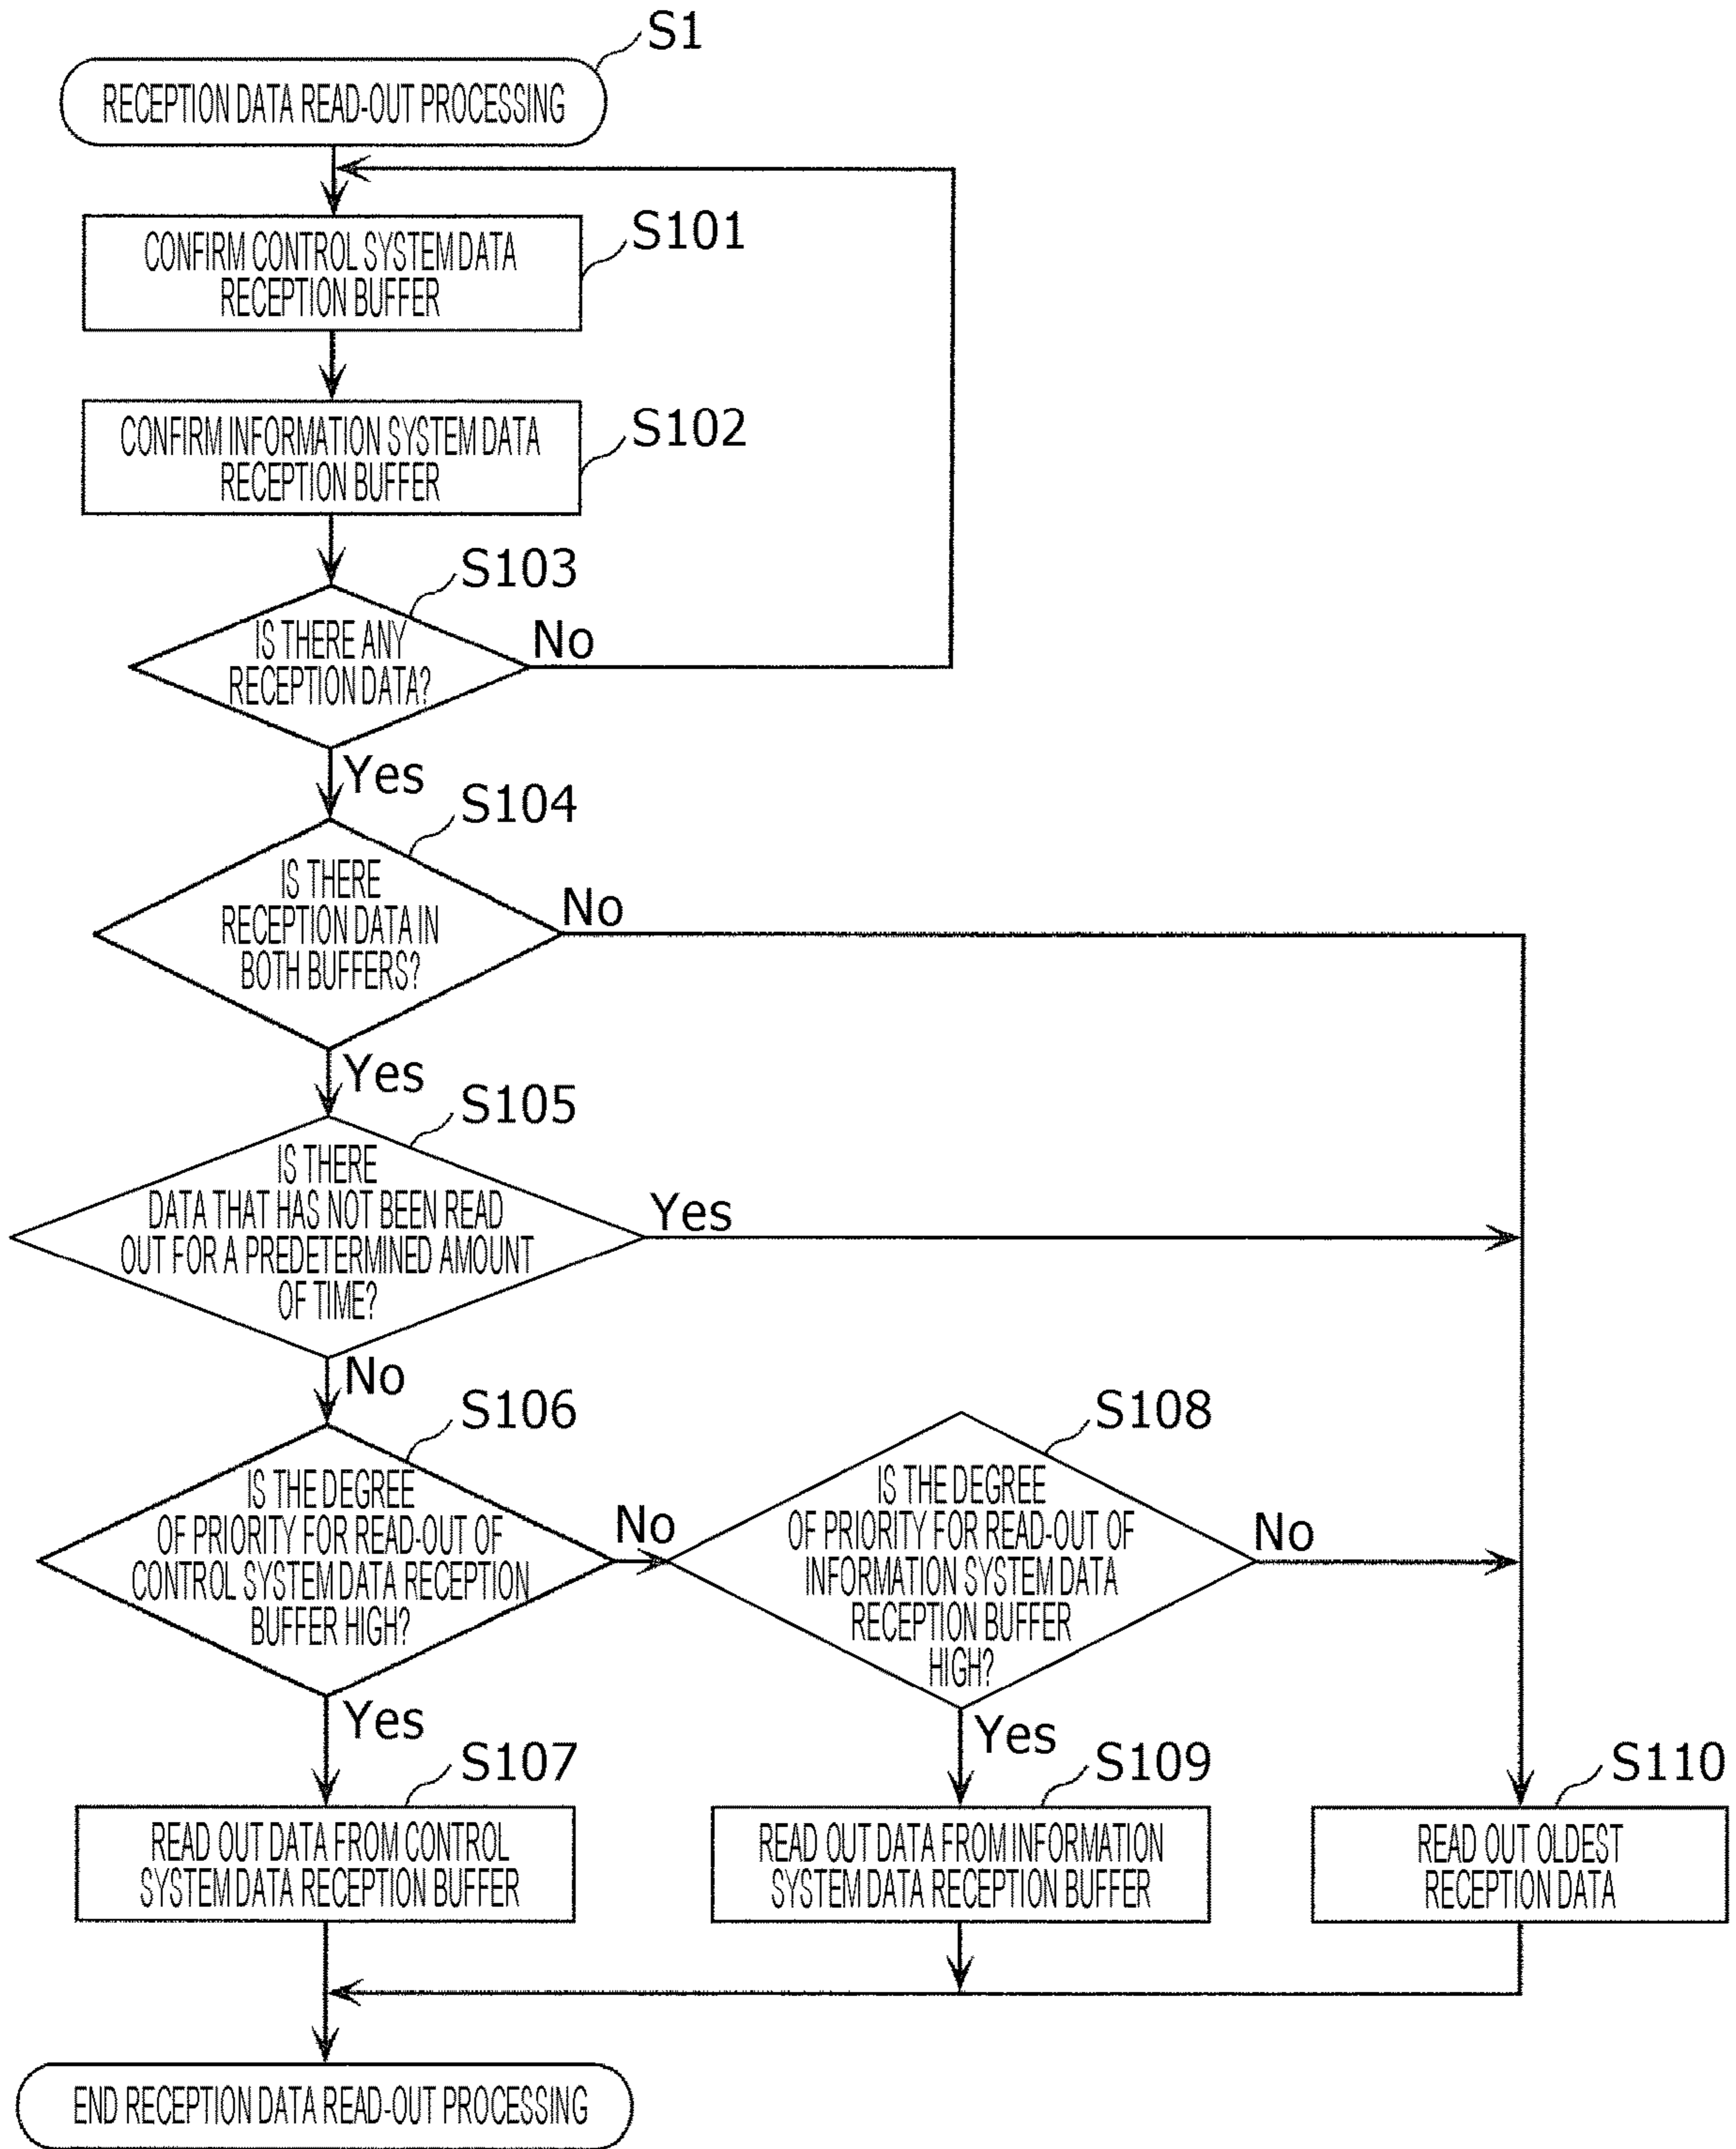 S1
RECEPTION DATA READ-OUT PROCESSING
S101
CONFIRM CONTROL SYSTEM DATA
RECEPTION BUFFER
S102
CONFIRM INFORMATION SYSTEM DATA
RECEPTION BUFFER
S103
IS THERE ANY
RECEPTION DATA?
No
Yes
S104
IS THERE
RECEPTION DATA IN
BOTH BUFFERS?
No
Yes
S105
IS THERE
DATA THAT HAS NOT BEEN READ
OUT FOR A PREDETERMINED AMOUNT
OF TIME?
Yes
No
S106
IS THE DEGREE
OF PRIORITY FOR READ-OUT OF
CONTROL SYSTEM DATA RECEPTION
BUFFER HIGH?
No
Yes
S108
IS THE DEGREE
OF PRIORITY FOR READ-OUT OF
INFORMATION SYSTEM DATA
RECEPTION BUFFER
HIGH?
No
Yes
S107
READ OUT DATA FROM CONTROL
SYSTEM DATA RECEPTION BUFFER
S109
READ OUT DATA FROM INFORMATION
SYSTEM DATA RECEPTION BUFFER
S110
READ OUT OLDEST
RECEPTION DATA
END RECEPTION DATA READ-OUT PROCESSING